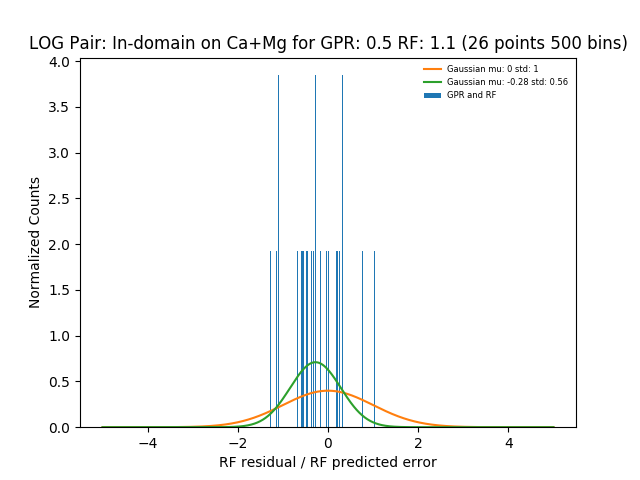 LOG Pair: In-domain on Ca+Mg for GPR: 0.5 RF: 1.1 (26 points 500 bins)
Gaussian mu: 0 std: 1
Gaussian mu: -0.28 std: 0.56
GPR and RF
4.0
3.5
3.0
2.5
2.0
1.5
1.0
0.5
0.0
Normalized Counts
−4
−2
0
2
4
RF residual / RF predicted error